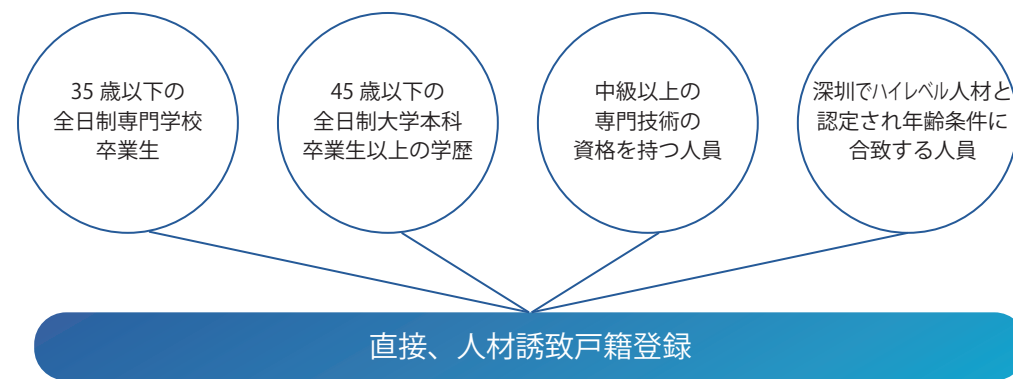 35 歳以下の
全日制専門学校
卒業生
45 歳以下の
全日制大学本科
卒業生以上の学歴
中級以上の
専門技術の
資格を持つ人員
深圳でハイレベル人材と
認定され年齢条件に
合致する人員
直接、人材誘致戸籍登録